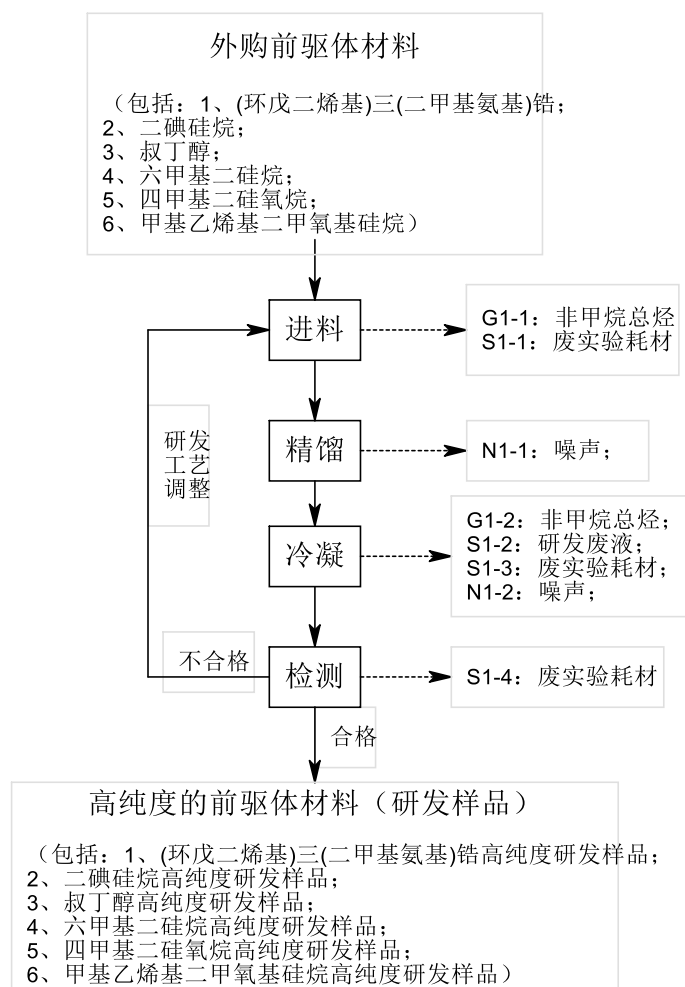 外购前驱体材料
（包括：1、(环戊二烯基)三(二甲基氨基)锆；
2、二碘硅烷；
3、叔丁醇；
4、六甲基二硅烷；
5、四甲基二硅氧烷；
6、甲基乙烯基二甲氧基硅烷）
进料
G1-1：非甲烷总烃
S1-1：废实验耗材
研发
工艺
调整
精馏
N1-1：噪声；
冷凝
G1-2：非甲烷总烃；
S1-2：研发废液；
S1-3：废实验耗材；
N1-2：噪声；
不合格
检测
S1-4：废实验耗材
合格
高纯度的前驱体材料（研发样品）
（包括：1、(环戊二烯基)三(二甲基氨基)锆高纯度研发样品；
2、二碘硅烷高纯度研发样品；
3、叔丁醇高纯度研发样品；
4、六甲基二硅烷高纯度研发样品；
5、四甲基二硅氧烷高纯度研发样品；
6、甲基乙烯基二甲氧基硅烷高纯度研发样品）